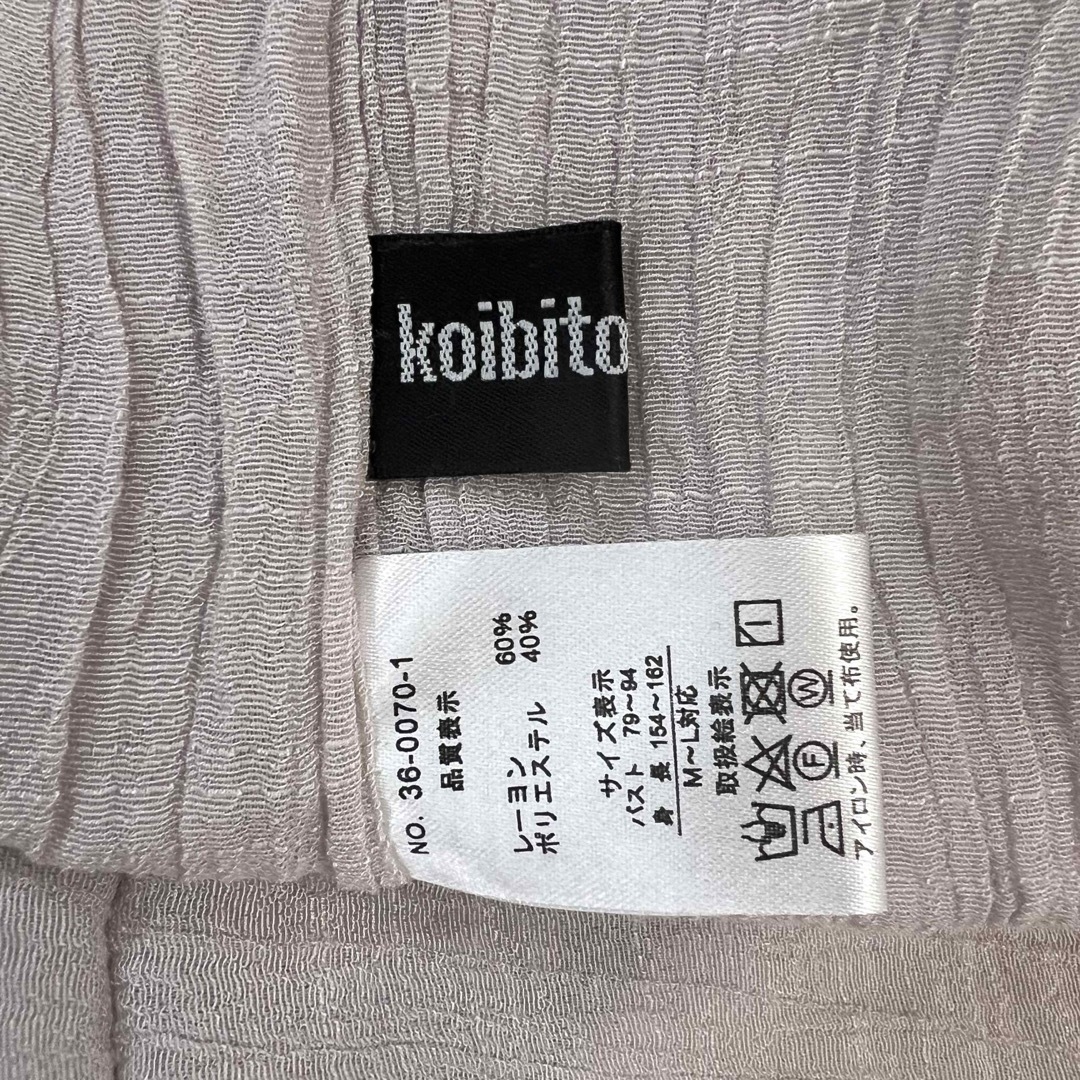 koibito
NO. 36-0070-1
品質表示
レーヨン 60%
ポリエステル 40%
サイズ表示
バスト 79~94
身 長 154~162
M~L対応
取扱絵表示
F W
アイロン時、当て布使用。